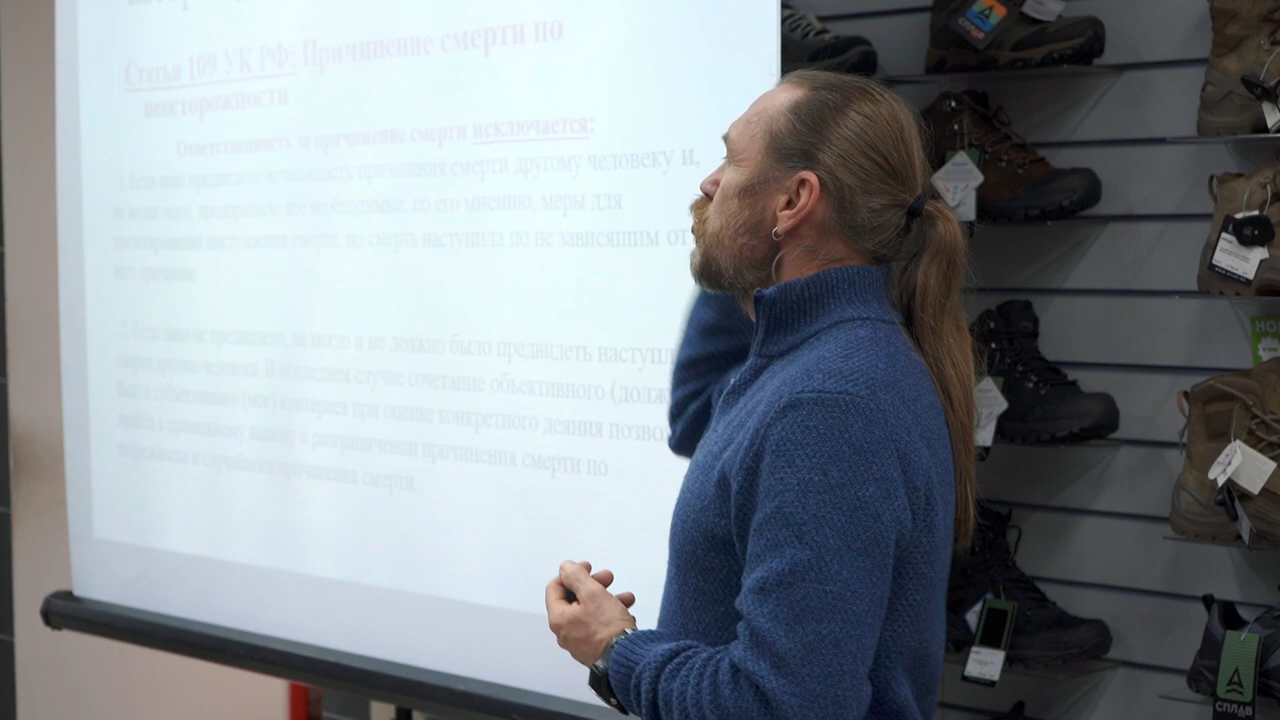 Статья 109 УК РФ: Причинение смерти по
неосторожности
Ответственность за причинение смерти исключается:
1. Если лицо предвидело возможность причинения смерти другому человеку и,
не желая этого, предприняло все необходимые, по его мнению, меры для
предотвращения наступления смерти, но смерть наступила по не зависящим от
него причинам.
2. Если лицо не предвидело, не могло и не должно было предвидеть наступл
смерти другого человека. В последнем случае сочетание объективного (долж
был) и субъективного (мог) критериев при оценке конкретного деяния позво
прийти к правильному выводу о разграничении причинения смерти по
неосторожности и случайного причинения смерти.
СПЛАВ